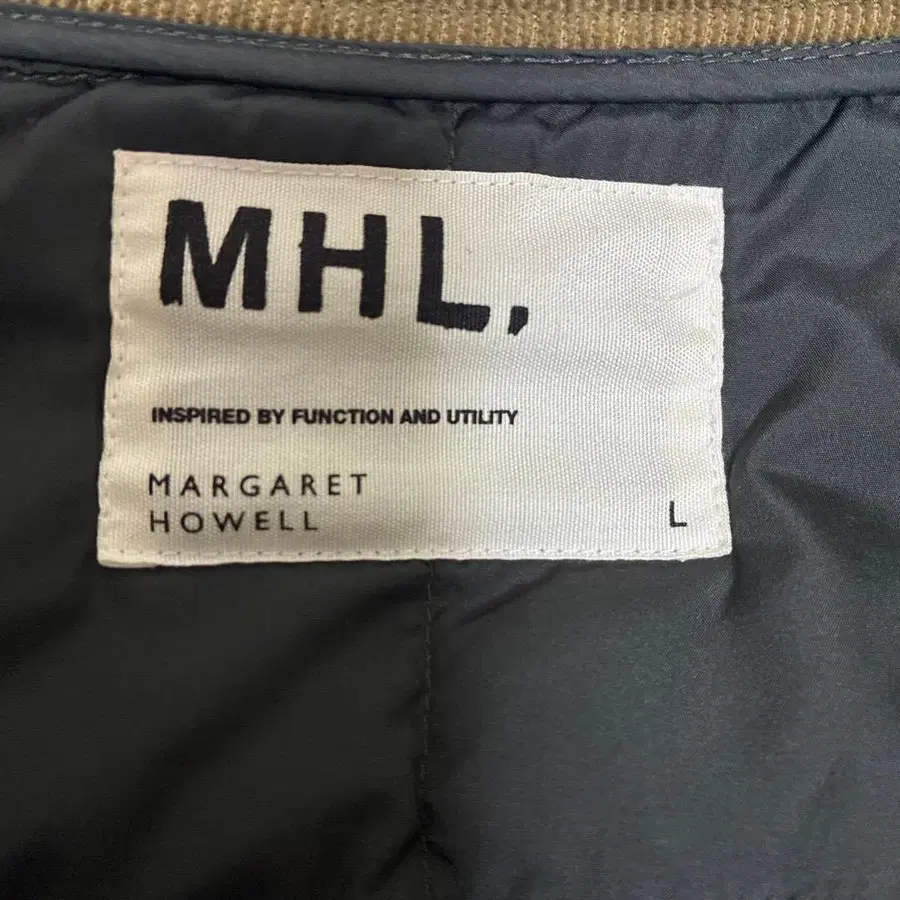 MHL.
INSPIRED BY FUNCTION AND UTILITY
MARGARET
HOWELL
L